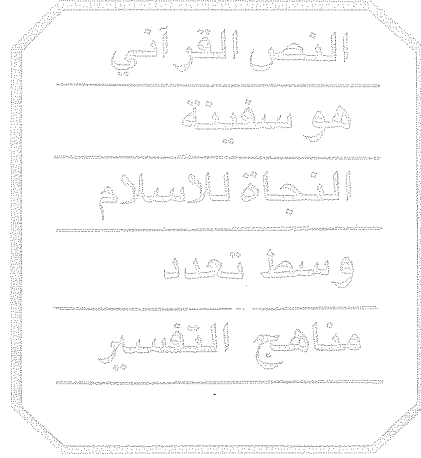 النص القرآني
هو سفينة
النجاة للاسلام
وسط تعدد
مناهج التفسير